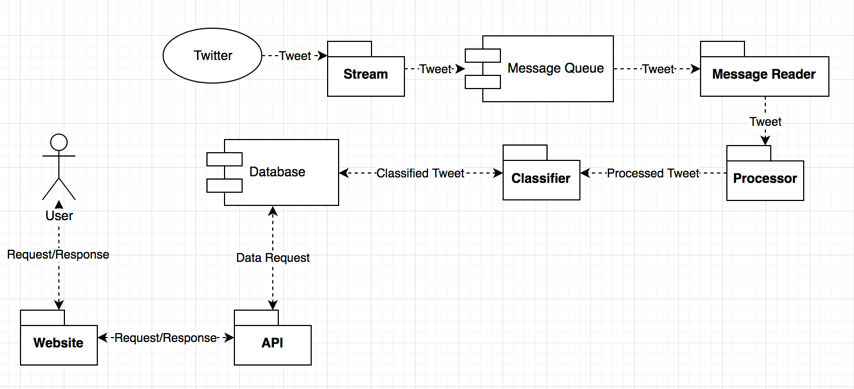 Twitter
Tweet
Stream
Tweet
Message Queue
Tweet
Message Reader
Tweet
Database
Classified Tweet
Classifier
Processed Tweet
Processor
User
Request/Response
Data Request
Website
Request/Response
API